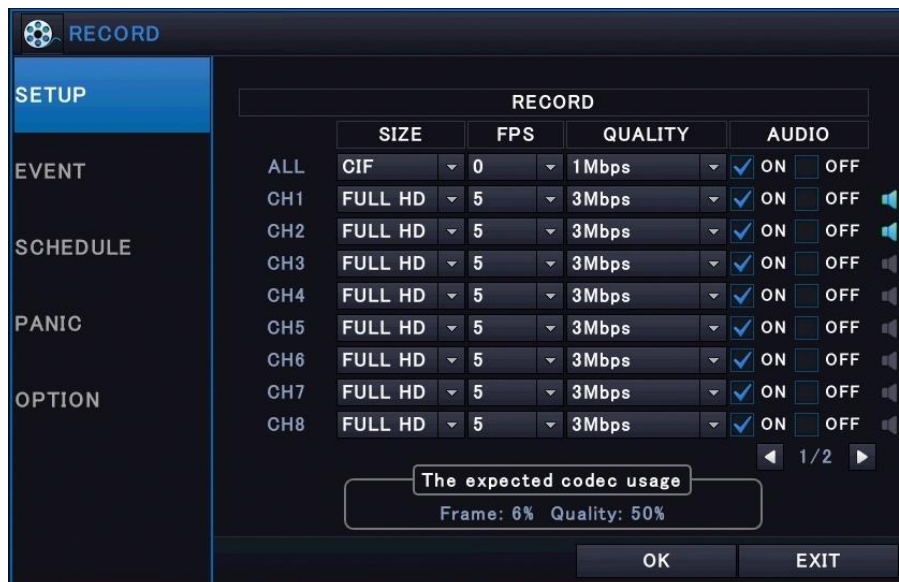 RECORD
SETUP
EVENT
SCHEDULE
PANIC
OPTION
RECORD
SIZE FPS QUALITY AUDIO
ALL CIF 0 1Mbps ON OFF
CH1 FULL HD 5 3Mbps ON OFF
CH2 FULL HD 5 3Mbps ON OFF
CH3 FULL HD 5 3Mbps ON OFF
CH4 FULL HD 5 3Mbps ON OFF
CH5 FULL HD 5 3Mbps ON OFF
CH6 FULL HD 5 3Mbps ON OFF
CH7 FULL HD 5 3Mbps ON OFF
CH8 FULL HD 5 3Mbps ON OFF
1/2
The expected codec usage
Frame: 6% Quality: 50%
OK EXIT